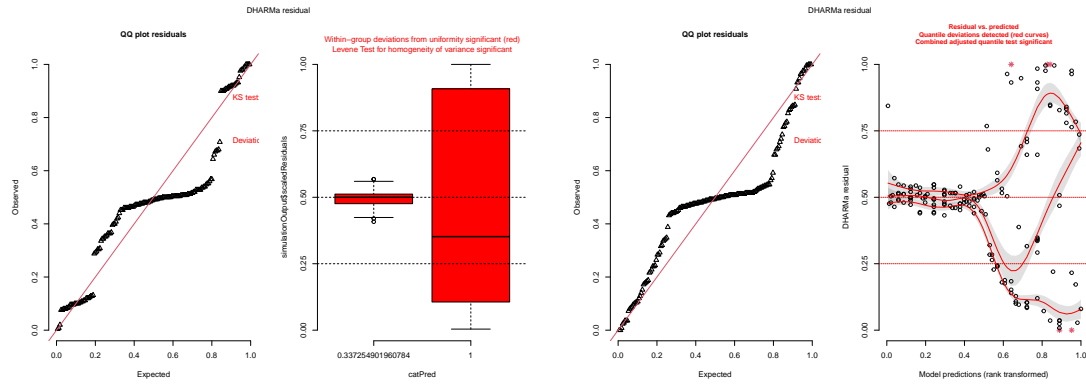 DHARMa residual
QQ plot residuals
KS test
Deviatic
Expected
Observed
0.0 0.2 0.4 0.6 0.8 1.0
0.0 0.2 0.4 0.6 0.8 1.0
Within-group deviations from uniformity significant (red)
Levene Test for homogeneity of variance significant
simulationOutput$scaledResiduals
0.00 0.25 0.50 0.75 1.00
0.337254901960784 1
catPred
DHARMa residual
QQ plot residuals
KS test:
Deviatic
Expected
Observed
0.0 0.2 0.4 0.6 0.8 1.0
0.0 0.2 0.4 0.6 0.8 1.0
Residual vs. predicted
Quantile deviations detected (red curves)
Combined adjusted quantile test significant
DHARMa residual
0.00 0.25 0.50 0.75 1.00
0.0 0.2 0.4 0.6 0.8 1.0
Model predictions (rank transformed)